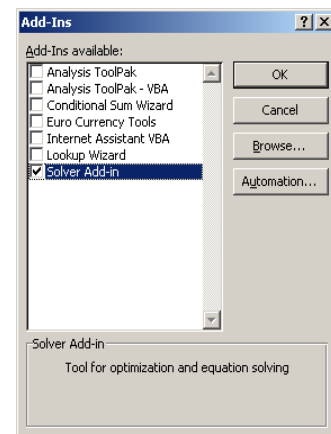 Add-Ins
Add-Ins available:
Analysis ToolPak
Analysis ToolPak - VBA
Conditional Sum Wizard
Euro Currency Tools
Internet Assistant VBA
Lookup Wizard
Solver Add-in
OK
Cancel
Browse...
Automation...
Solver Add-in
Tool for optimization and equation solving